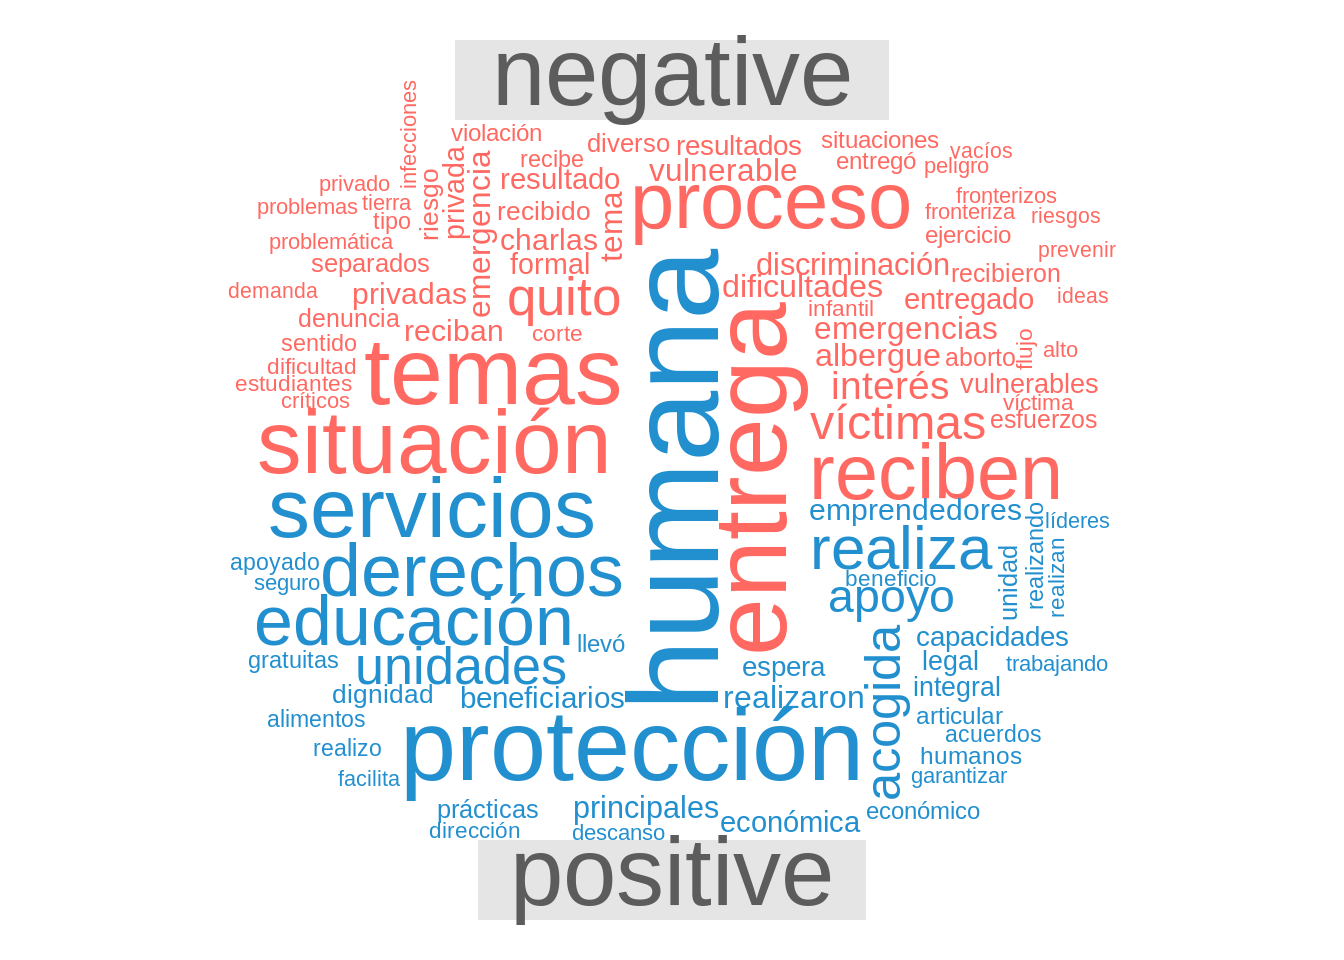 negative
infecciones
violación
diverso
resultados
situaciones
entregó
vacíos
peligro
recibe
vulnerable
resultado
privado
problemas
tierra
tipo
riesgo
privada
emergencia
recibido
tema
proceso
fronterizos
fronteriza
riesgos
ejercicio
problemática
charlas
separados
formal
prevenir
discriminación
recibieron
demanda
privadas
quito
dificultades
entregado
ideas
infantil
denuncia
reciban
corte
emergencias
sentido
temas
albergue
aborto
flujo
alto
dificultad
estudiantes
críticos
interés
vulnerables
víctima
víctimas
esfuerzos
situación
humana
entrega
reciben
servicios
emprendedores
líderes
realiza
realizando
realizan
unidad
apoyado
derechos
seguro
beneficio
apoyo
educación
llevó
gratuitas
unidades
espera
acogida
capacidades
legal
trabajando
dignidad
beneficiarios
realizaron
integral
alimentos
articular
acuerdos
realizo
protección
humanos
garantizar
facilita
prácticas
principales
económica
económico
dirección
descanso
positive